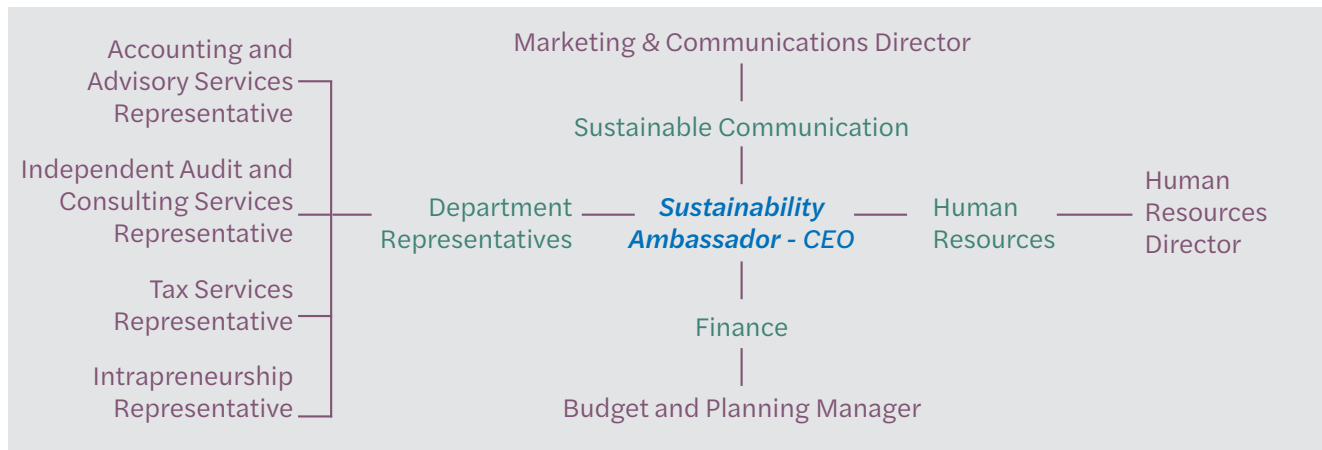 Accounting and
Advisory Services
Representative
Independent Audit and
Consulting Services
Representative
Tax Services
Representative
Intrapreneurship
Representative
Department
Representatives
Marketing & Communications Director
Sustainable Communication
Sustainability
Ambassador - CEO
Finance
Budget and Planning Manager
Human
Resources
Human
Resources
Director